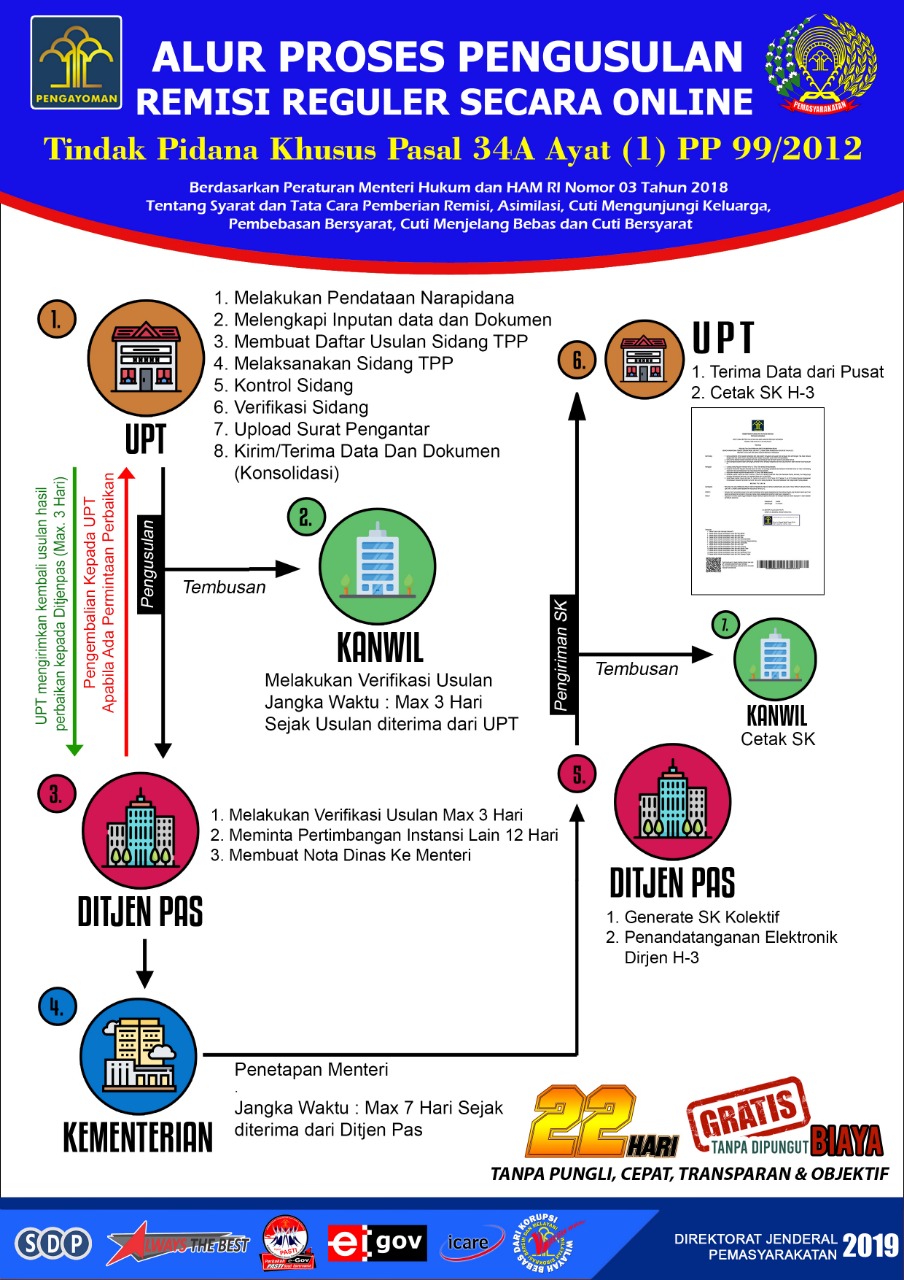 PENGAYOMAN
ALUR PROSES PENGUSULAN
REMISI REGULER SECARA ONLINE
PEMASYARAKATAN
Tindak Pidana Khusus Pasal 34A Ayat (1) PP 99/2012
Berdasarkan Peraturan Menteri Hukum dan HAM RI Nomor 03 Tahun 2018
Tentang Syarat dan Tata Cara Pemberian Remisi, Asimilasi, Cuti Mengunjungi Keluarga,
Pembebasan Bersyarat, Cuti Menjelang Bebas dan Cuti Bersyarat
1.
UPT
1. Melakukan Pendataan Narapidana
2. Melengkapi Inputan data dan Dokumen
3. Membuat Daftar Usulan Sidang TPP
4. Melaksanakan Sidang TPP
5. Kontrol Sidang
6. Verifikasi Sidang
7. Upload Surat Pengantar
8. Kirim/Terima Data Dan Dokumen
(Konsolidasi)
UPT mengirimkan kembali usulan hasil
perbaikan kepada Ditjenpas (Max. 3 Hari)
Pengembalian Kepada UPT
Apabila Ada Permintaan Perbaikan
Pengusulan
Tembusan
2.
KANWIL
Melakukan Verifikasi Usulan
Jangka Waktu : Max 3 Hari
Sejak Usulan diterima dari UPT
3.
DITJEN PAS
1. Melakukan Verifikasi Usulan Max 3 Hari
2. Meminta Pertimbangan Instansi Lain 12 Hari
3. Membuat Nota Dinas Ke Menteri
4.
KEMENTERIAN
Penetapan Menteri
.
Jangka Waktu : Max 7 Hari Sejak
diterima dari Ditjen Pas
5.
DITJEN PAS
1. Generate SK Kolektif
2. Penandatanganan Elektronik
Dirjen H-3
Pengiriman SK
Tembusan
6.
UPT
1. Terima Data dari Pusat
2. Cetak SK H-3
7.
KANWIL
Cetak SK
22 HARI
GRATIS
TANPA DIPUNGUT BIAYA
TANPA PUNGLI, CEPAT, TRANSPARAN & OBJEKTIF
SDP
ALWAYS THE BEST
PASTI
e-Gov
e-gov
icare
WILAYAH BEBAS DARI KORUPSI
DIREKTORAT JENDERAL
PEMASYARAKATAN 2019